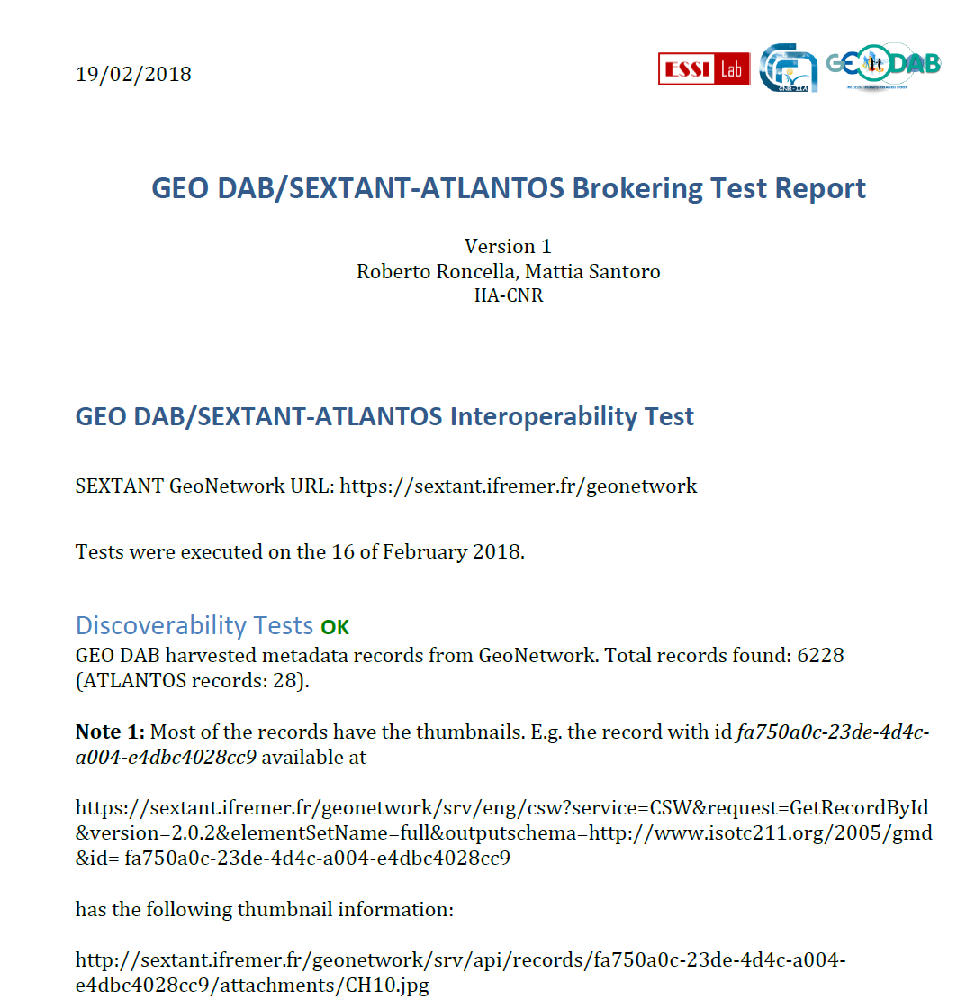 19/02/2018
ESSI Lab
CNR-IIA
GEO DAB
GEO DAB/SEXTANT-ATLANTOS Brokering Test Report
Version 1
Roberto Roncella, Mattia Santoro
IIA-CNR
GEO DAB/SEXTANT-ATLANTOS Interoperability Test
SEXTANT GeoNetwork URL: https://sextant.ifremer.fr/geonetwork
Tests were executed on the 16 of February 2018.
Discoverability Tests OK
GEO DAB harvested metadata records from GeoNetwork. Total records found: 6228
(ATLANTOS records: 28).
Note 1: Most of the records have the thumbnails. E.g. the record with id fa750a0c-23de-4d4c-
a004-e4dbc4028cc9 available at
https://sextant.ifremer.fr/geonetwork/srv/eng/csw?service=CSW&request=GetRecordById
&version=2.0.2&elementSetName=full&outputschema=http://www.isotc211.org/2005/gmd
&id= fa750a0c-23de-4d4c-a004-e4dbc4028cc9
has the following thumbnail information:
http://sextant.ifremer.fr/geonetwork/srv/api/records/fa750a0c-23de-4d4c-a004-
e4dbc4028cc9/attachments/CH10.jpg